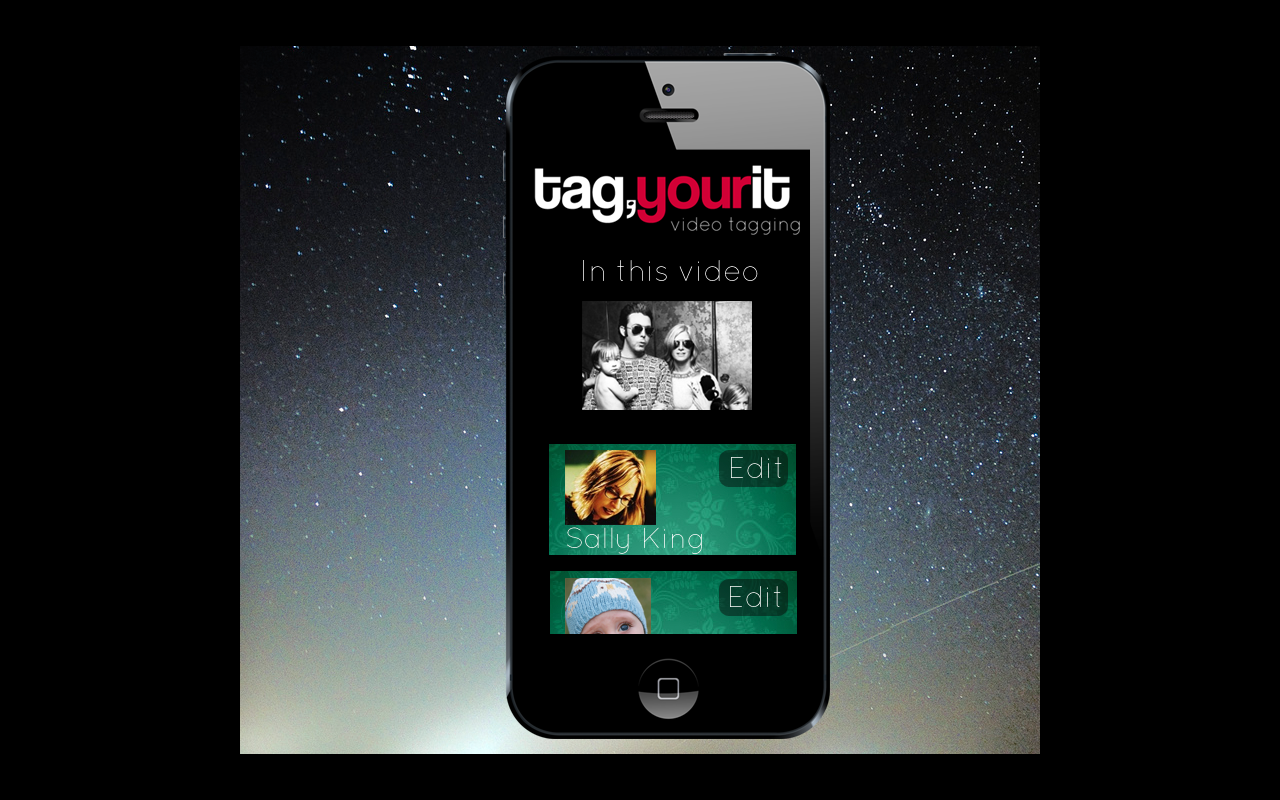 tag,yourit
video tagging
In this video
Edit
Sally King
Edit